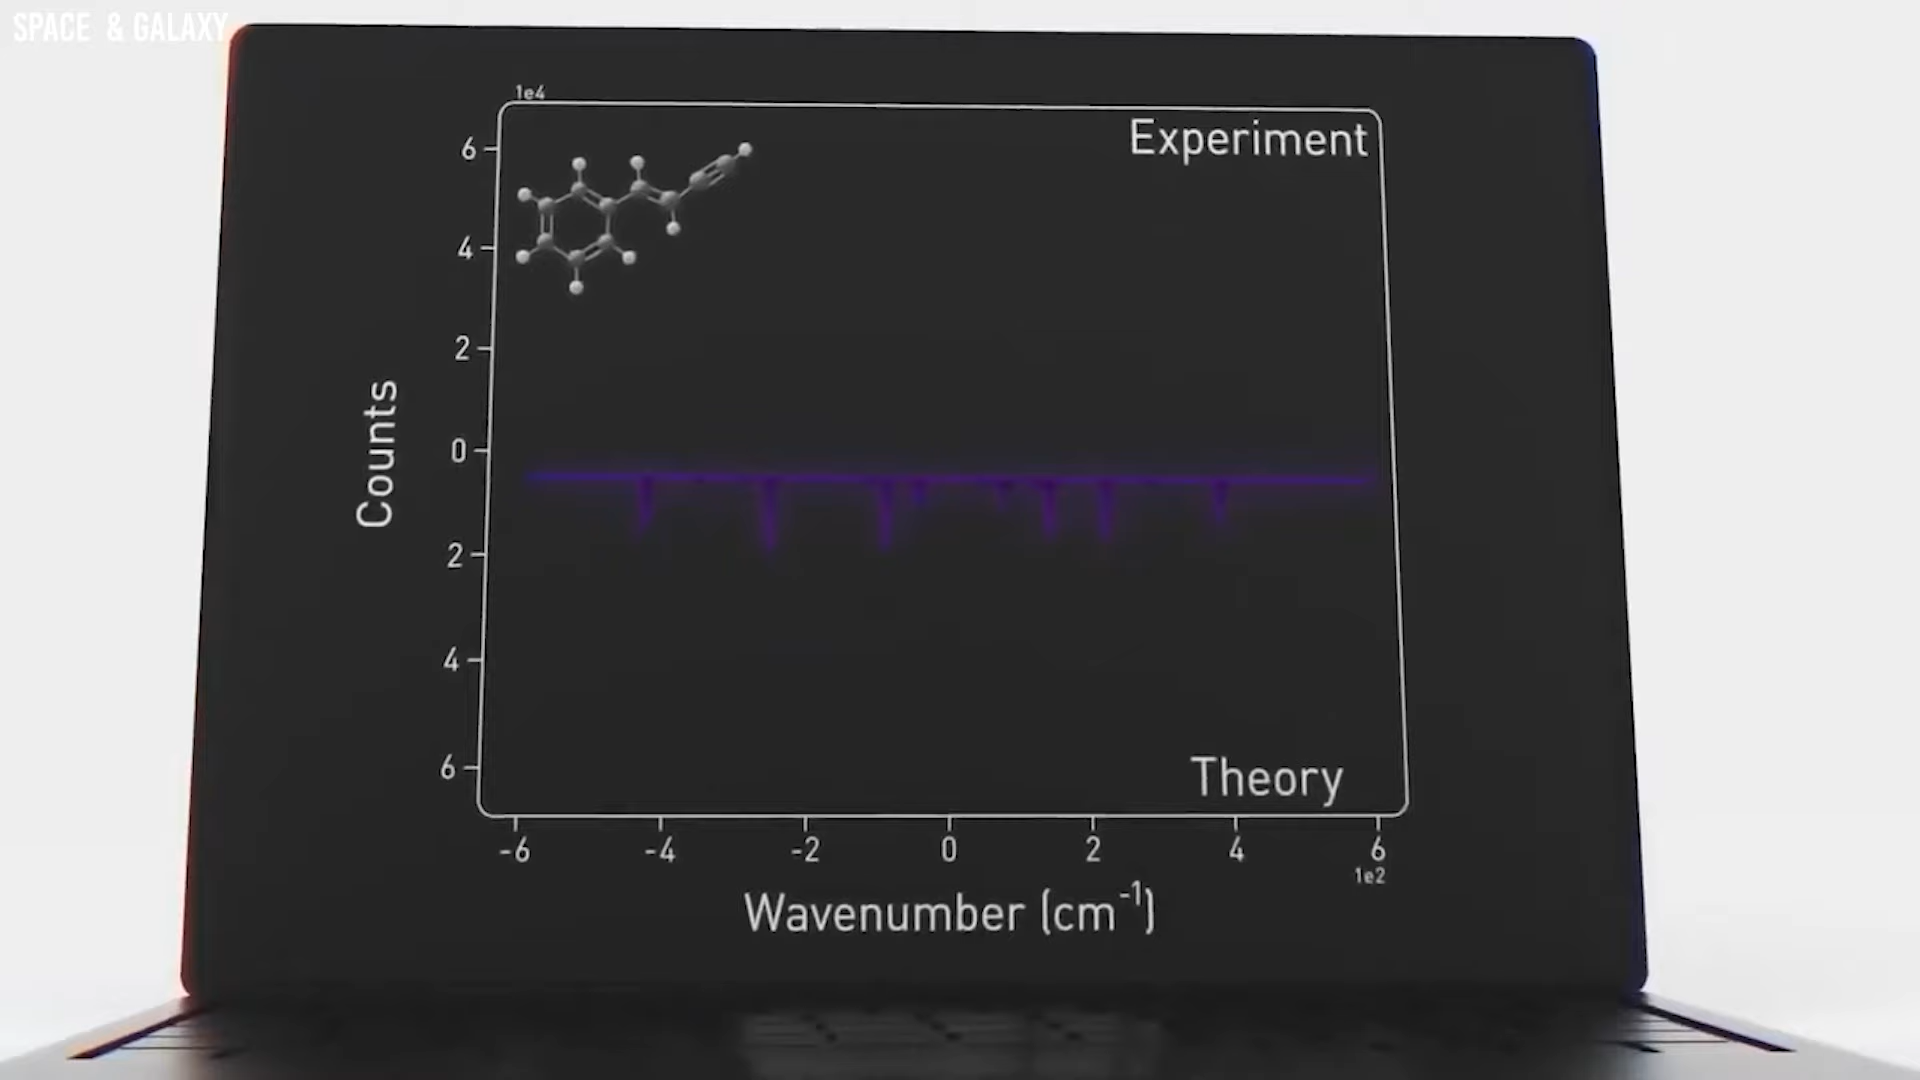 SPACE & GALAXY
1e4
Experiment
6
4
2
0
2
4
6
Counts
Theory
-6 -4 -2 0 2 4 6
1e2
Wavenumber (cm⁻¹)